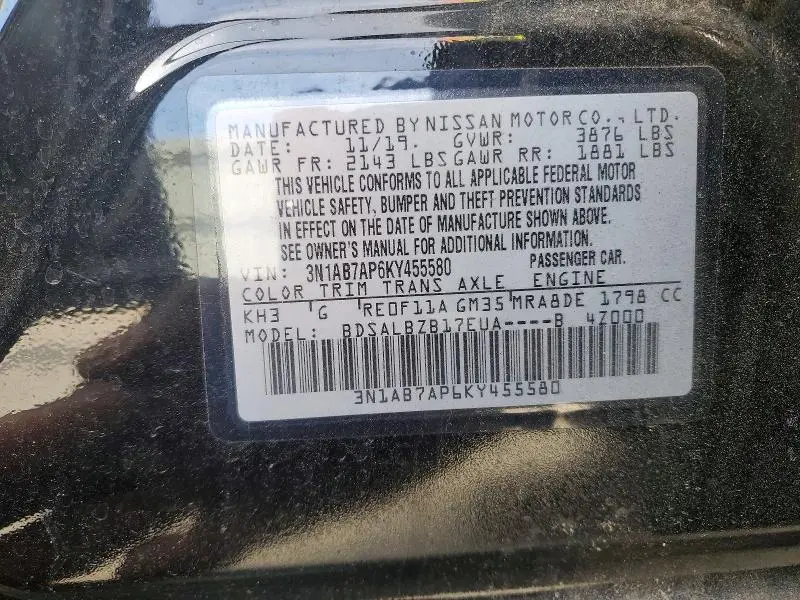 MANUFACTURED BY NISSAN MOTOR CO., LTD.
DATE: 11/19. GVWR: 3876 LBS
GAWR FR: 2143 LBS GAWR RR: 1881 LBS
THIS VEHICLE CONFORMS TO ALL APPLICABLE FEDERAL MOTOR
VEHICLE SAFETY, BUMPER AND THEFT PREVENTION STANDARDS
IN EFFECT ON THE DATE OF MANUFACTURE SHOWN ABOVE.
SEE OWNER'S MANUAL FOR ADDITIONAL INFORMATION.
VIN: 3N1AB7AP6KY455580 PASSENGER CAR.
COLOR TRIM TRANS AXLE ENGINE
KH3 G RE0F11A GM35 MRA8DE 1798 CC
MODEL: BDSALBZB17EUA----B 4Z000
3N1AB7AP6KY455580